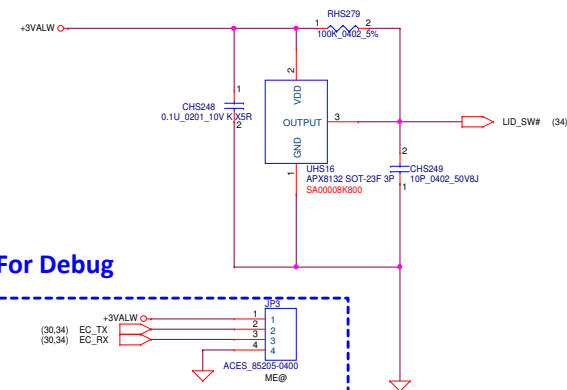 RHS279
+3VALW
1
2
100K_0402_5%
2
VDD
1
CHS248
0.1U_0201_10V K X5R
2
OUTPUT
3
LID_SW# (34)
GND
1
UHS16
APX8132 SOT-23F 3P
SA00008K800
2
CHS249
10P_0402_50V8J
1
For Debug
JP3
+3VALW
1
1
(30,34) EC_TX
2
2
(30,34) EC_RX
3
3
4
4
ACES_85205-0400
ME@